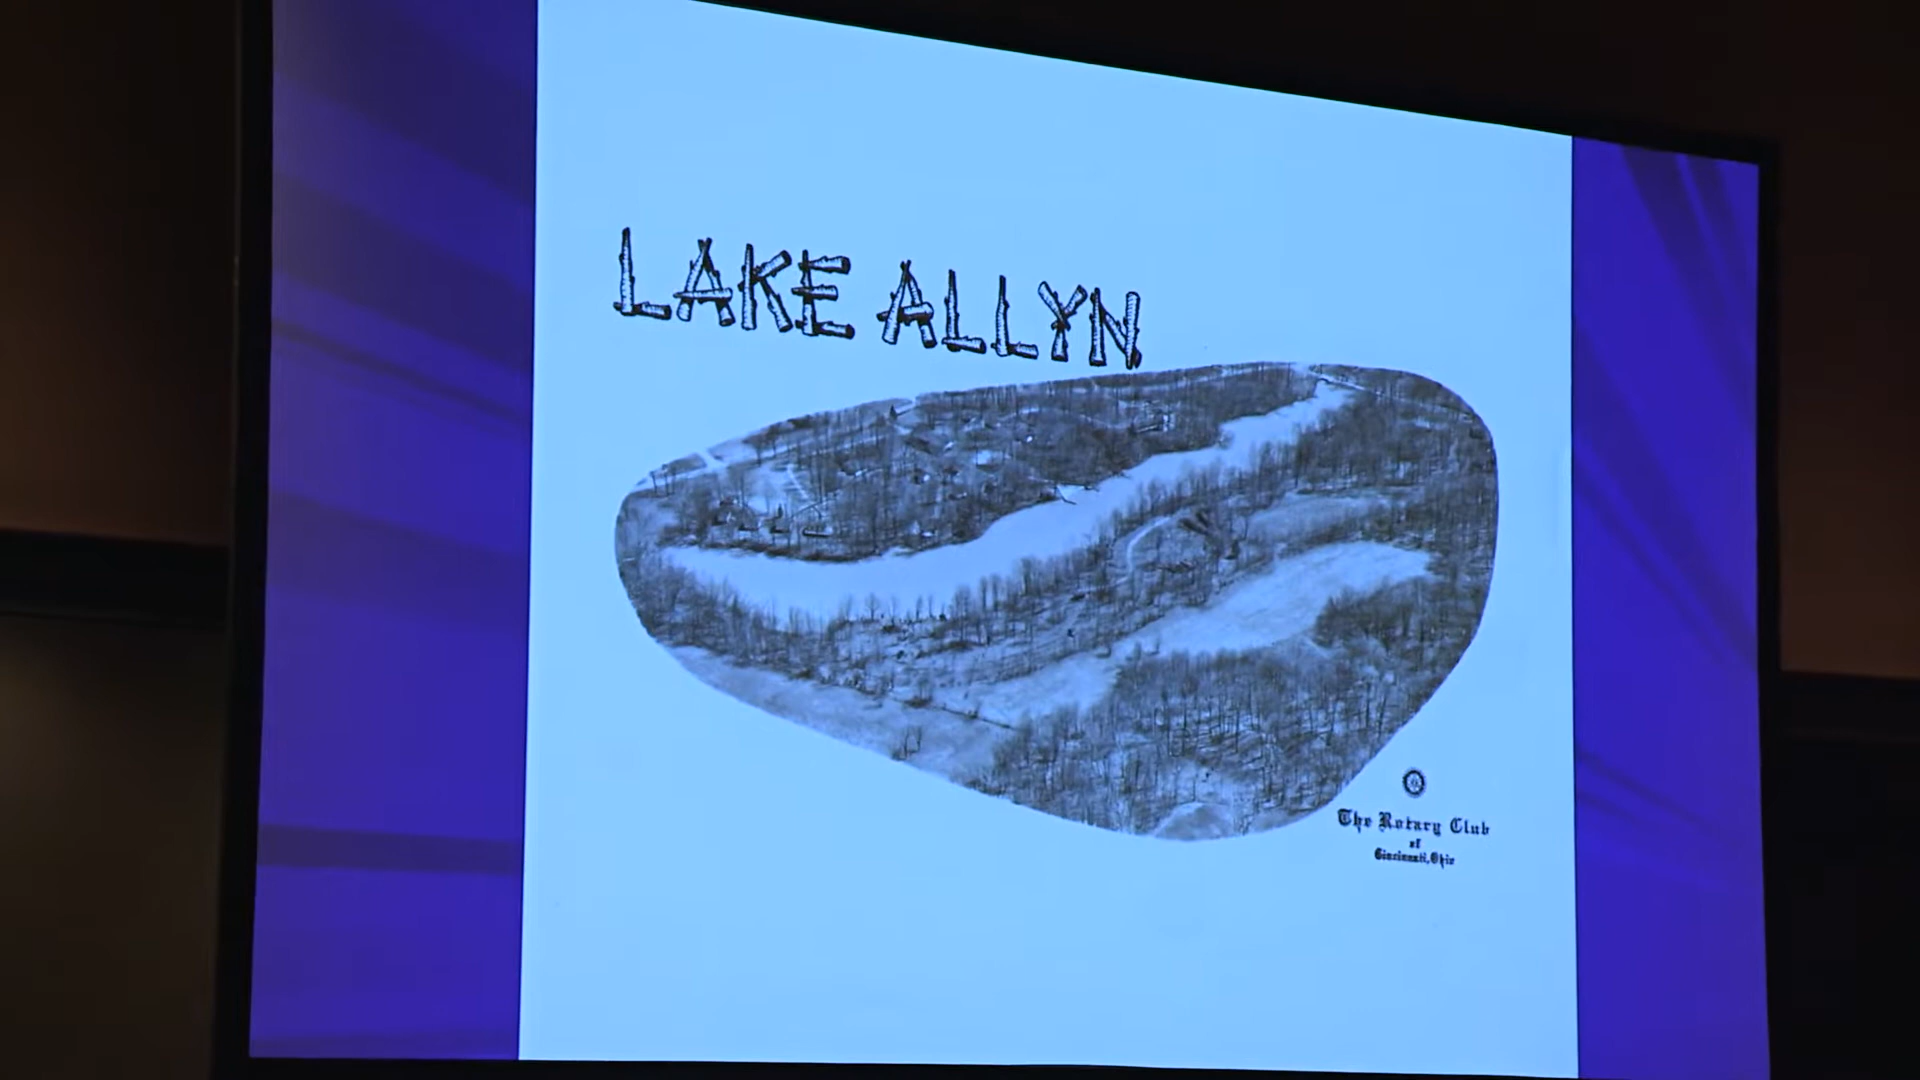 LAKE ALLYN
The Rotary Club
of
Cincinnati, Ohio